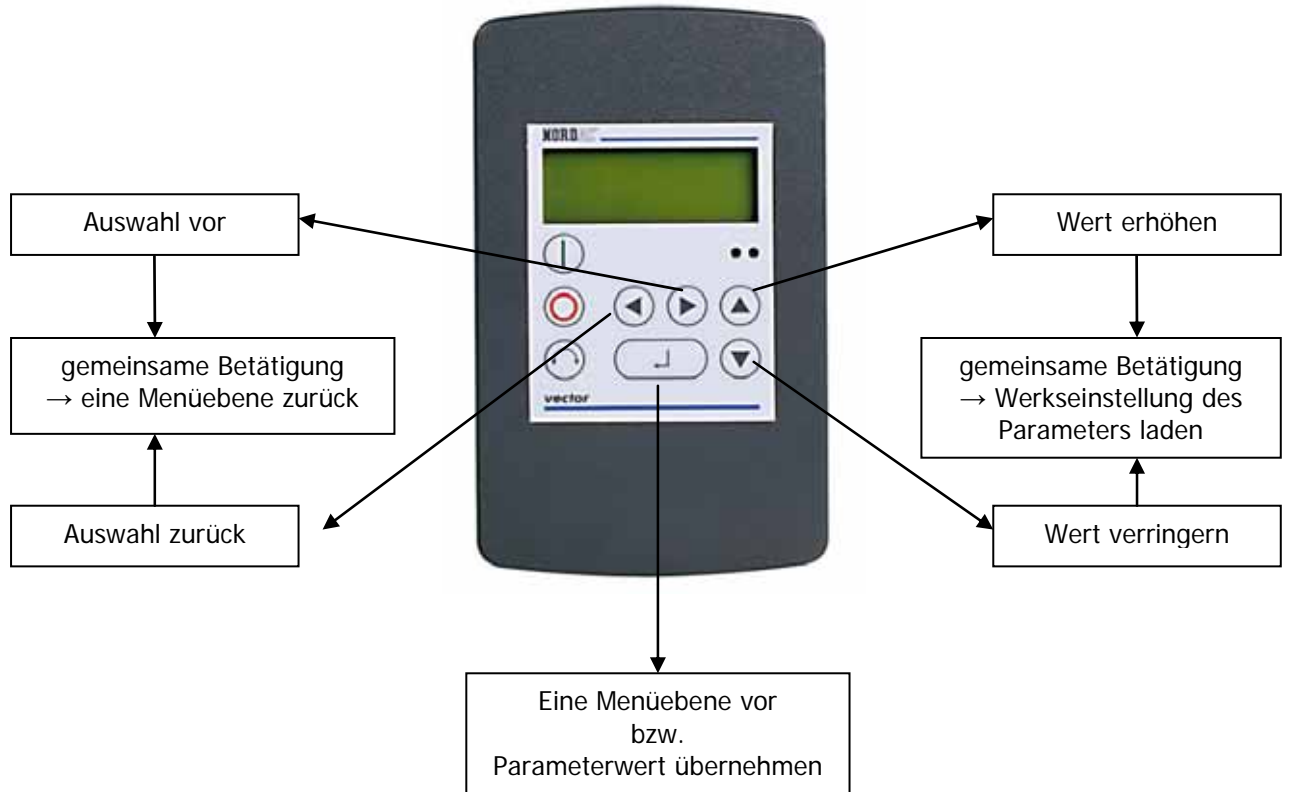 NORD
Auswahl vor
Wert erhöhen
gemeinsame Betätigung
→ eine Menüebene zurück
gemeinsame Betätigung
→ Werkseinstellung des
Parameters laden
vector
Auswahl zurück
Wert verringern
Eine Menüebene vor
bzw.
Parameterwert übernehmen